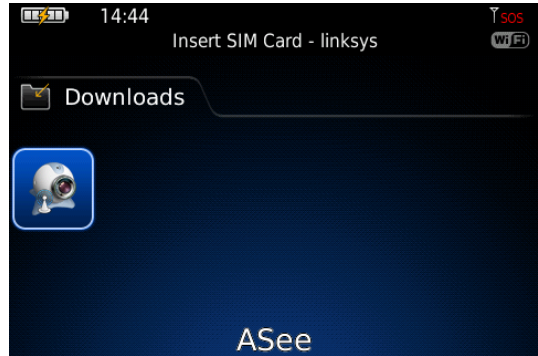 14:44
SOS
Insert SIM Card - linksys
WiFi
Downloads
ASee